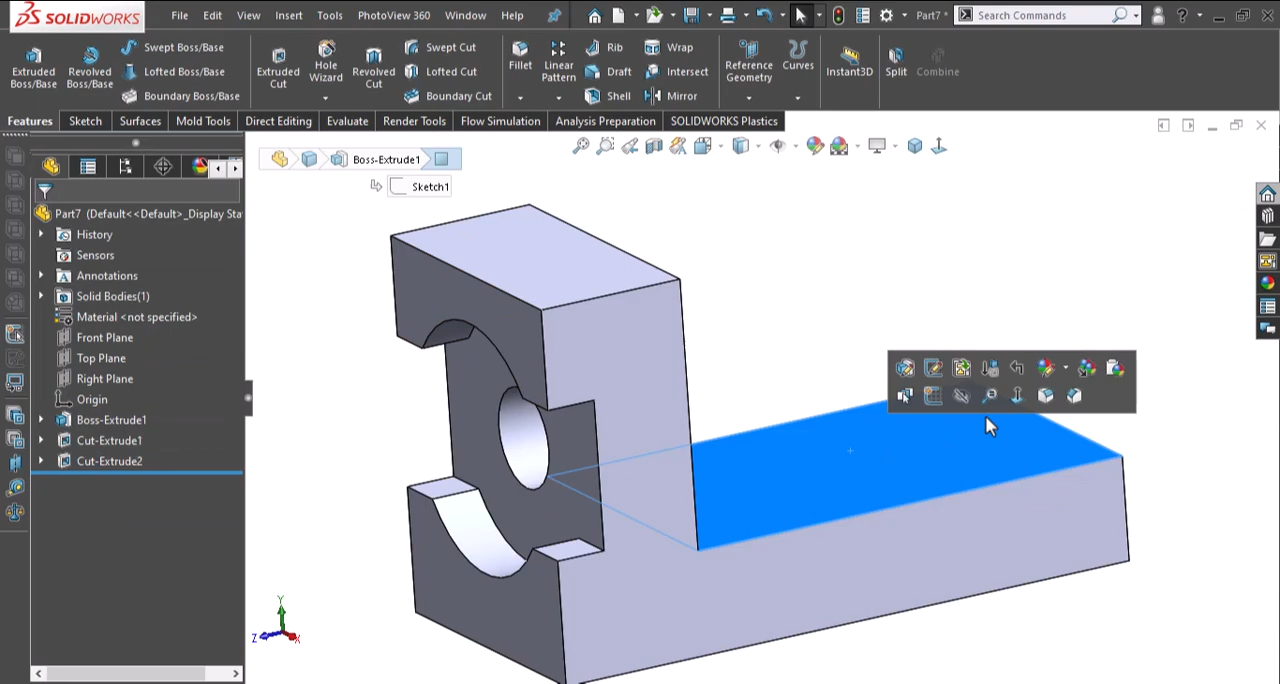 SOLIDWORKS File Edit View Insert Tools PhotoView 360 Window Help Part7 * Search Commands ?
Extruded Boss/Base
Revolved Boss/Base
Swept Boss/Base
Lofted Boss/Base
Boundary Boss/Base
Extruded Cut
Hole Wizard
Revolved Cut
Swept Cut
Lofted Cut
Boundary Cut
Fillet
Linear Pattern
Rib
Draft
Shell
Wrap
Intersect
Mirror
Reference Geometry
Curves
Instant3D
Split
Combine
Features Sketch Surfaces Mold Tools Direct Editing Evaluate Render Tools Flow Simulation Analysis Preparation SOLIDWORKS Plastics
Boss-Extrude1
Sketch1
Part7 (Default<<Default>_Display Sta
History
Sensors
Annotations
Solid Bodies(1)
Material <not specified>
Front Plane
Top Plane
Right Plane
Origin
Boss-Extrude1
Cut-Extrude1
Cut-Extrude2
Y
Z
X